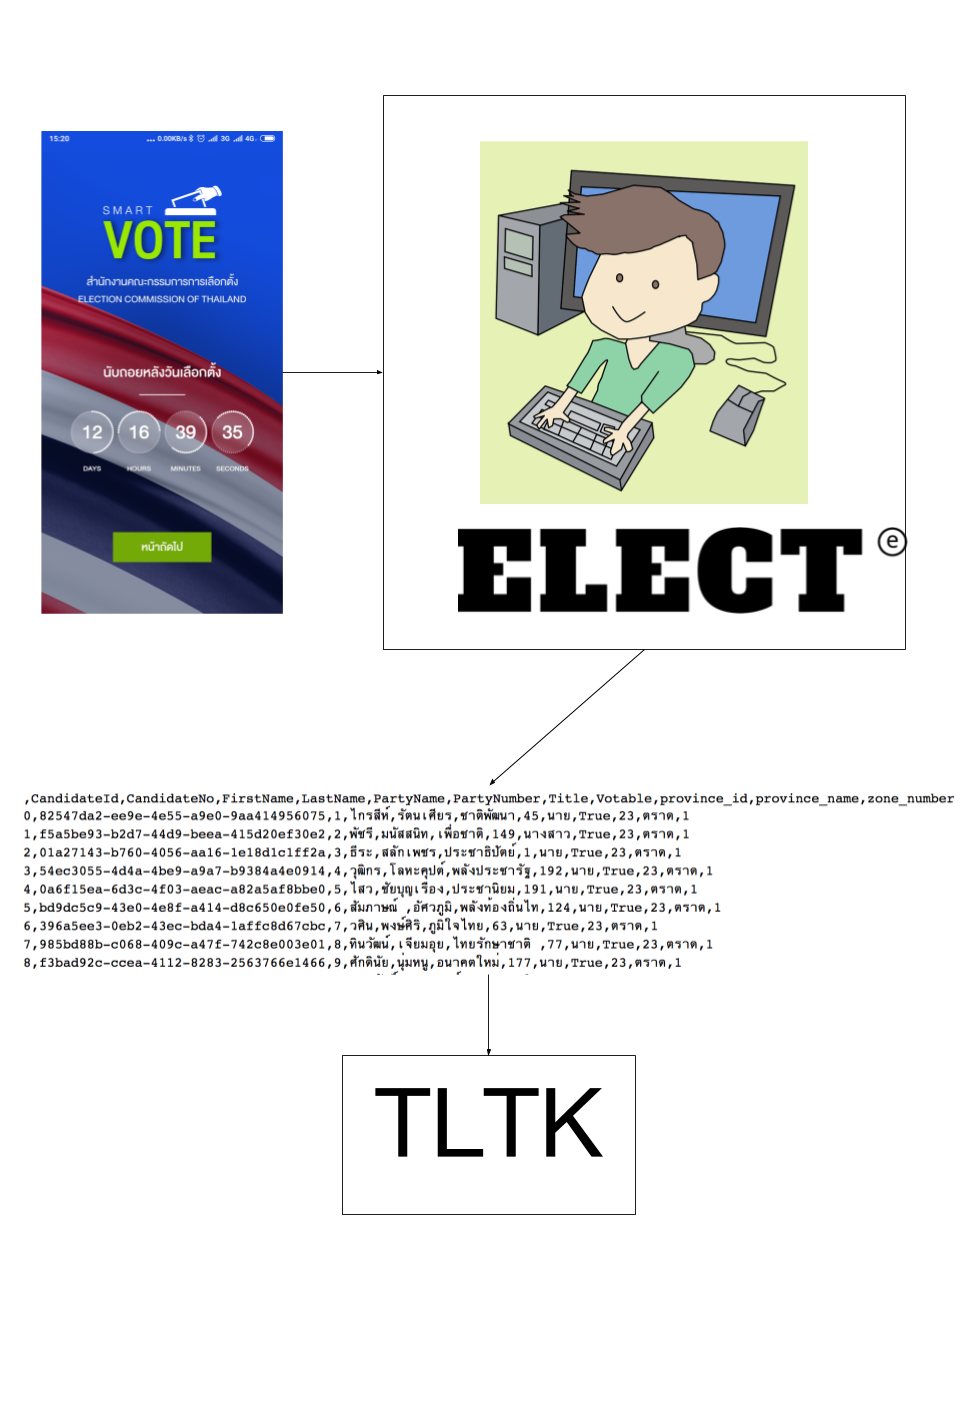 15:20
... 0.00KB/s 3G 4G
SMART
VOTE
สำนักงานคณะกรรมการการเลือกตั้ง
ELECTION COMMISSION OF THAILAND
นับถอยหลังวันเลือกตั้ง
12 16 39 35
DAYS HOURS MINUTES SECONDS
หน้าถัดไป
ELECT e
,CandidateId,CandidateNo,FirstName,LastName,PartyName,PartyNumber,Title,Votable,province_id,province_name,zone_number
0,82547da2-ee9e-4e55-a9e0-9aa414956075,1,ไกรสีห์,รัตนเศียร,ชาติพัฒนา,45,นาย,True,23,ตราด,1
1,f5a5be93-b2d7-44d9-beea-415d20ef30e2,2,พัชรี,มนัสสนิท,เพื่อชาติ,149,นางสาว,True,23,ตราด,1
2,01a27143-b760-4056-aa16-1e18d1c1ff2a,3,ธีระ,สลักเพชร,ประชาธิปัตย์,1,นาย,True,23,ตราด,1
3,54ec3055-4d4a-4be9-a9a7-b9384a4e0914,4,วุฒิกร,โลหะคุปต์,พลังประชารัฐ,192,นาย,True,23,ตราด,1
4,0a6f15ea-6d3c-4f03-aeac-a82a5af8bbe0,5,ไสว,ชัยบุญเรือง,ประชานิยม,191,นาย,True,23,ตราด,1
5,bd9dc5c9-43e0-4e8f-a414-d8c650e0fe50,6,สัมภาษณ์ ,อัศวภูมิ,พลังท้องถิ่นไท,124,นาย,True,23,ตราด,1
6,396a5ee3-0eb2-43ec-bda4-1affc8d67cbc,7,วศิน,พงษ์ศิริ,ภูมิใจไทย,63,นาย,True,23,ตราด,1
7,985bd88b-c068-409c-a47f-742c8e003e01,8,ทินวัฒน์,เจียมอุย,ไทยรักษาชาติ ,77,นาย,True,23,ตราด,1
8,f3bad92c-ccea-4112-8283-2563766e1466,9,ศักดินัย,นุ่มหนู,อนาคตใหม่,177,นาย,True,23,ตราด,1
TLTK